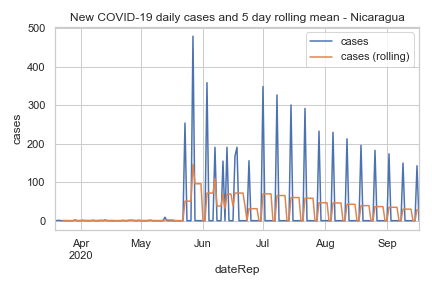 New COVID-19 daily cases and 5 day rolling mean - Nicaragua
500
400
300
200
100
0
cases
cases
cases (rolling)
Apr
2020
May
Jun
Jul
Aug
Sep
dateRep